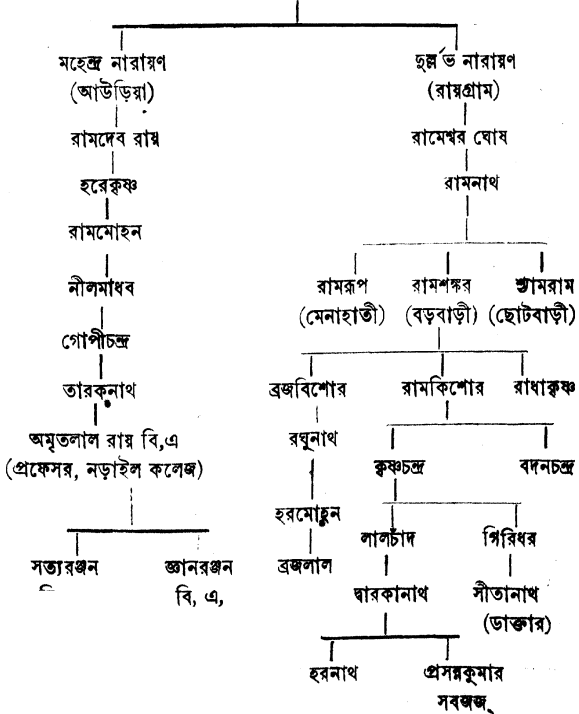 মহেন্দ্র নারায়ণ
(আউড়িয়া)
রামদেব রায়
হরেকৃষ্ণ
রামমোহন
নীলমাধব
গোপীচন্দ্র
তারকনাথ
অমৃতলাল রায় বি,এ
(প্রফেসর, নড়াইল কলেজ)
সত্যরঞ্জন
জ্ঞানরঞ্জন
বি, এ,
দুর্ল্লভ নারায়ণ
(রায়গ্রাম)
রামেশ্বর ঘোষ
রামনাথ
রামরূপ রামশঙ্কর শ্যামরাম
(মেনাহাতী) (বড়বাড়ী) (ছোটবাড়ী)
ব্রজবিশোর রামকিশোর রাধাকৃষ্ণ
রঘুনাথ
কৃষ্ণচন্দ্র বদনচন্দ্র
হরমোহন
লালচাঁদ গিরিধর
ব্রজলাল
দ্বারকানাথ সীতানাথ
(ডাক্তার)
হরনাথ প্রসন্নকুমার
সবজজ্